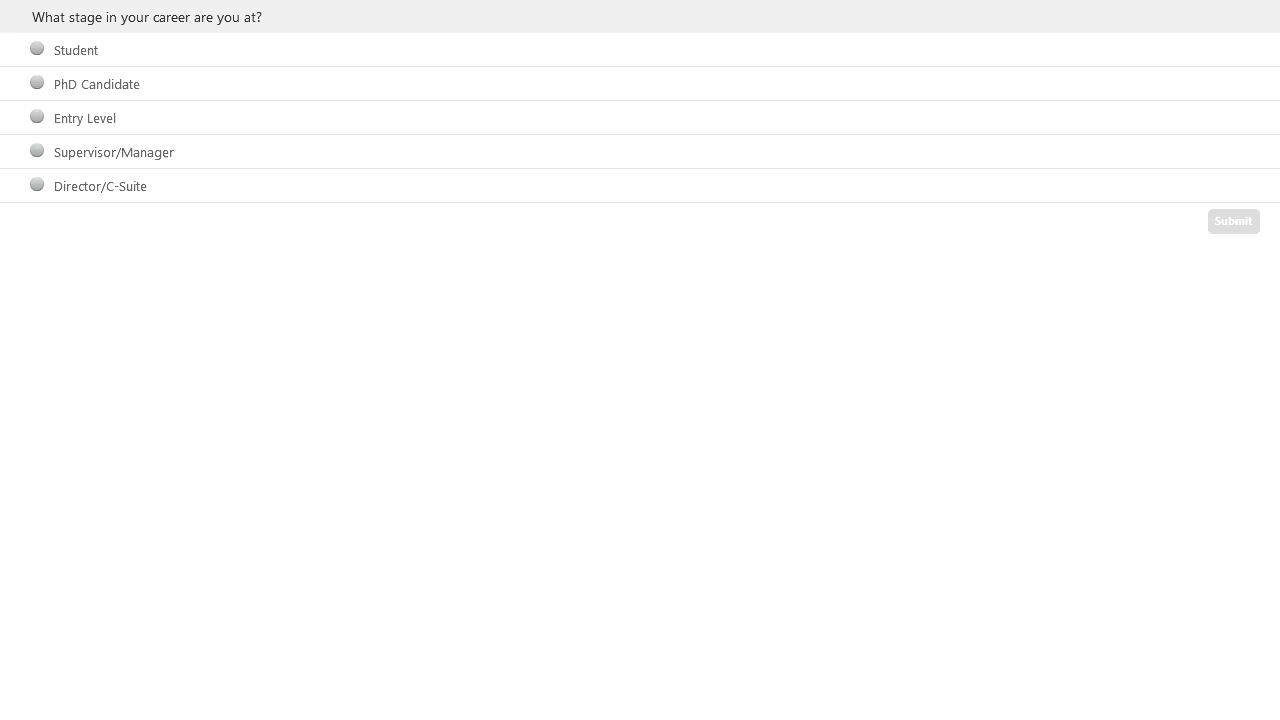 What stage in your career are you at?
Student
PhD Candidate
Entry Level
Supervisor/Manager
Director/C-Suite
Submit